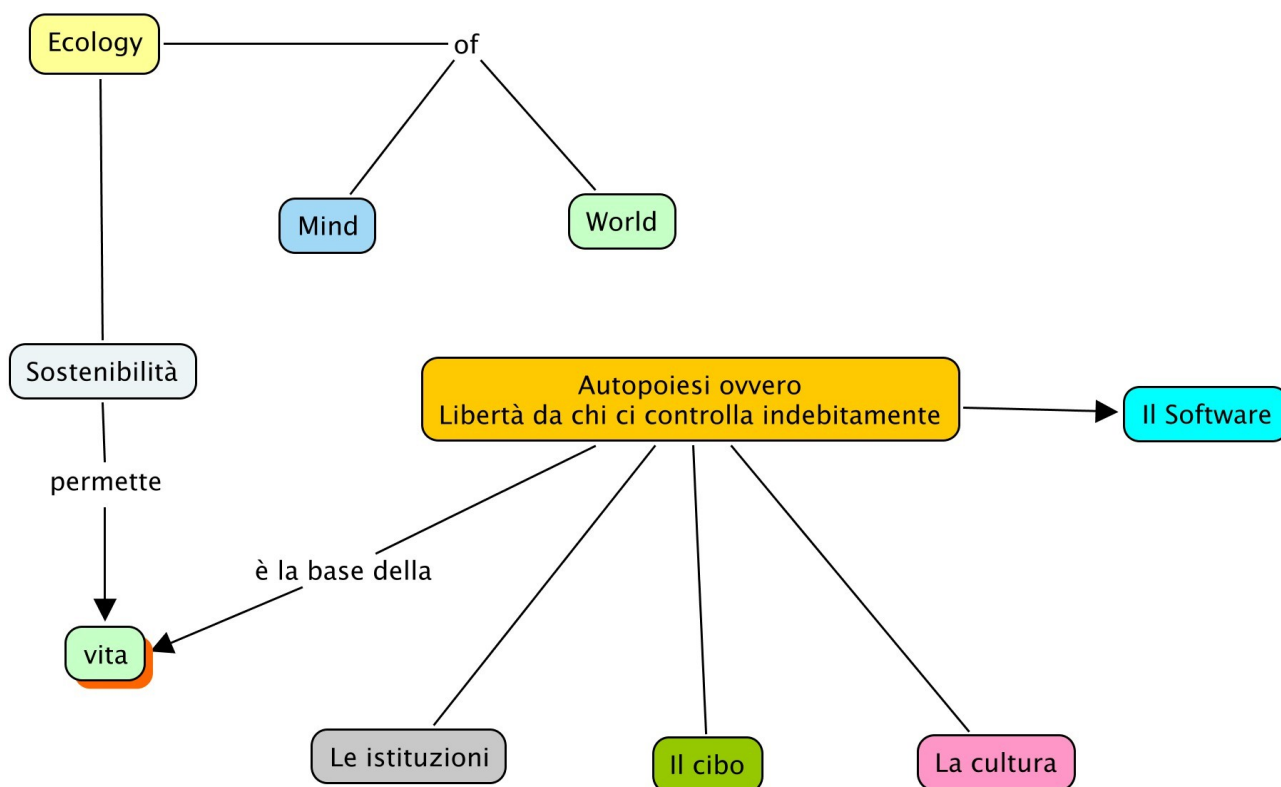 Ecology
of
Mind
World
Sostenibilità
Autopoiesi ovvero
Libertà da chi ci controlla indebitamente
Il Software
permette
è la base della
vita
Le istituzioni
Il cibo
La cultura